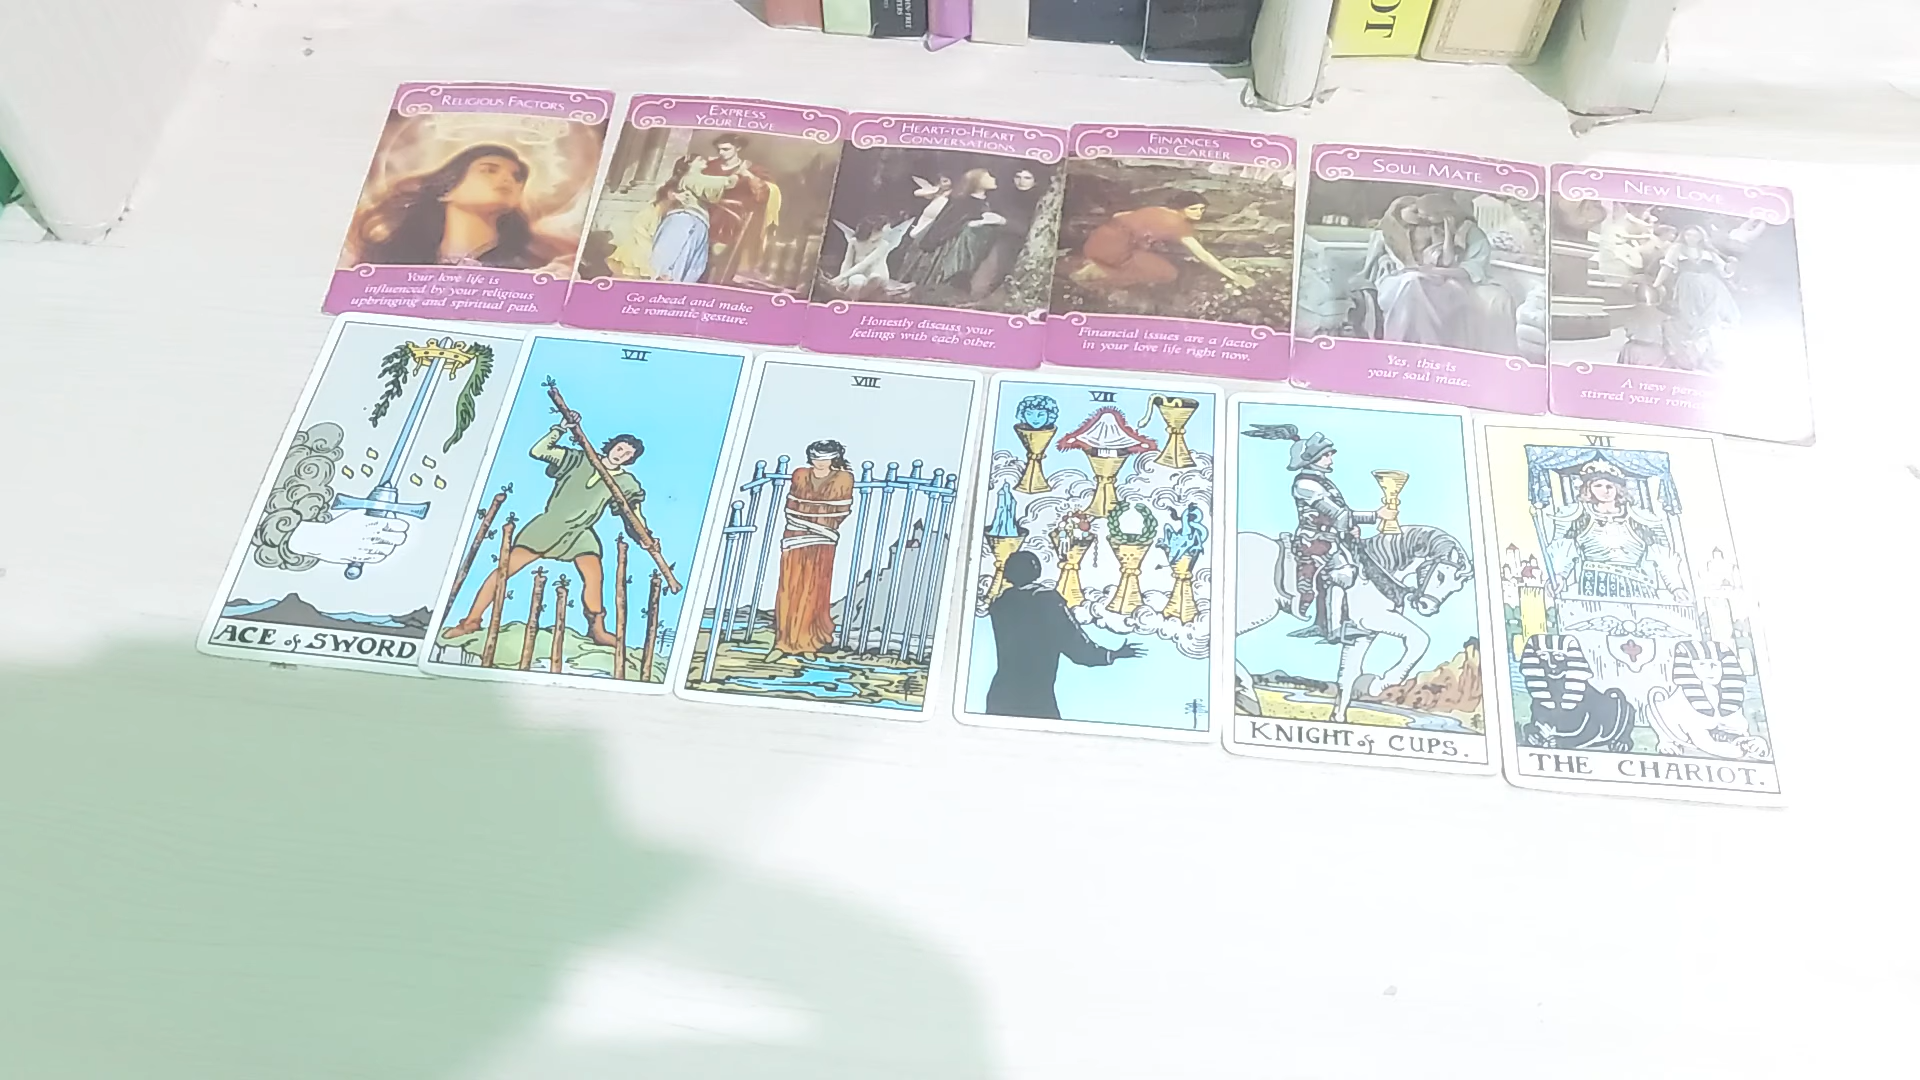 OT
RELIGIOUS FACTORS
Your love life is
influenced by your religious
upbringing and spiritual path.
EXPRESS
YOUR LOVE
Go ahead and make
the romantic gesture.
HEART-TO-HEART
CONVERSATIONS
Honestly discuss your
feelings with each other.
FINANCES
AND CAREER
Financial issues are a factor
in your love life right now.
SOUL MATE
Yes, this is
your soul mate.
NEW LOVE
A new
stirred your
ACE of SWORD
VII
VIII
VII
KNIGHT of CUPS.
VII
THE CHARIOT.